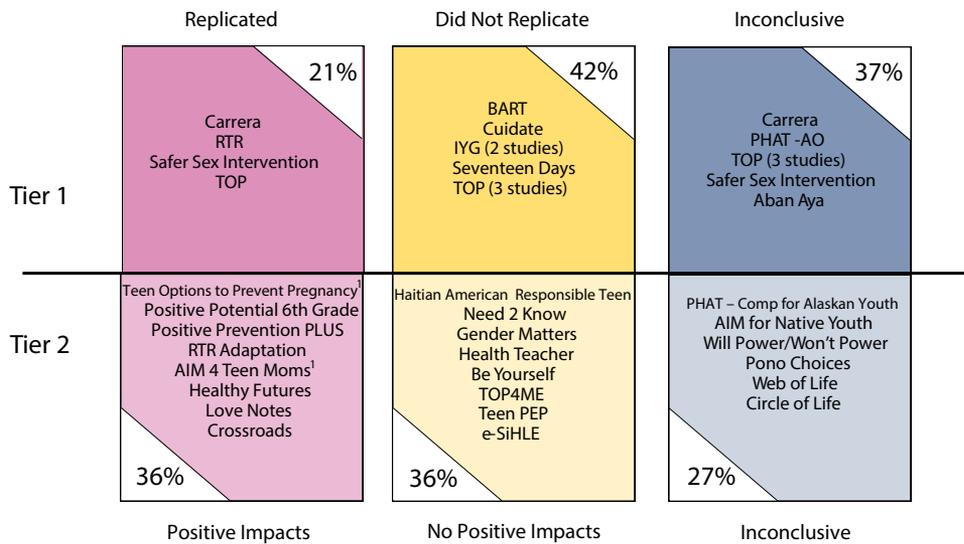 Replicated
Did Not Replicate
Inconclusive
Tier 1
21%
Carrera
RTR
Safer Sex Intervention
TOP
42%
BART
Cuidate
IYG (2 studies)
Seventeen Days
TOP (3 studies)
37%
Carrera
PHAT -AO
TOP (3 studies)
Safer Sex Intervention
Aban Aya
Tier 2
Teen Options to Prevent Pregnancy¹
Positive Potential 6th Grade
Positive Prevention PLUS
RTR Adaptation
AIM 4 Teen Moms¹
Healthy Futures
Love Notes
Crossroads
36%
Haitian American Responsible Teen
Need 2 Know
Gender Matters
Health Teacher
Be Yourself
TOP4ME
Teen PEP
e-SiHLE
36%
PHAT – Comp for Alaskan Youth
AIM for Native Youth
Will Power/Won't Power
Pono Choices
Web of Life
Circle of Life
27%
Positive Impacts
No Positive Impacts
Inconclusive